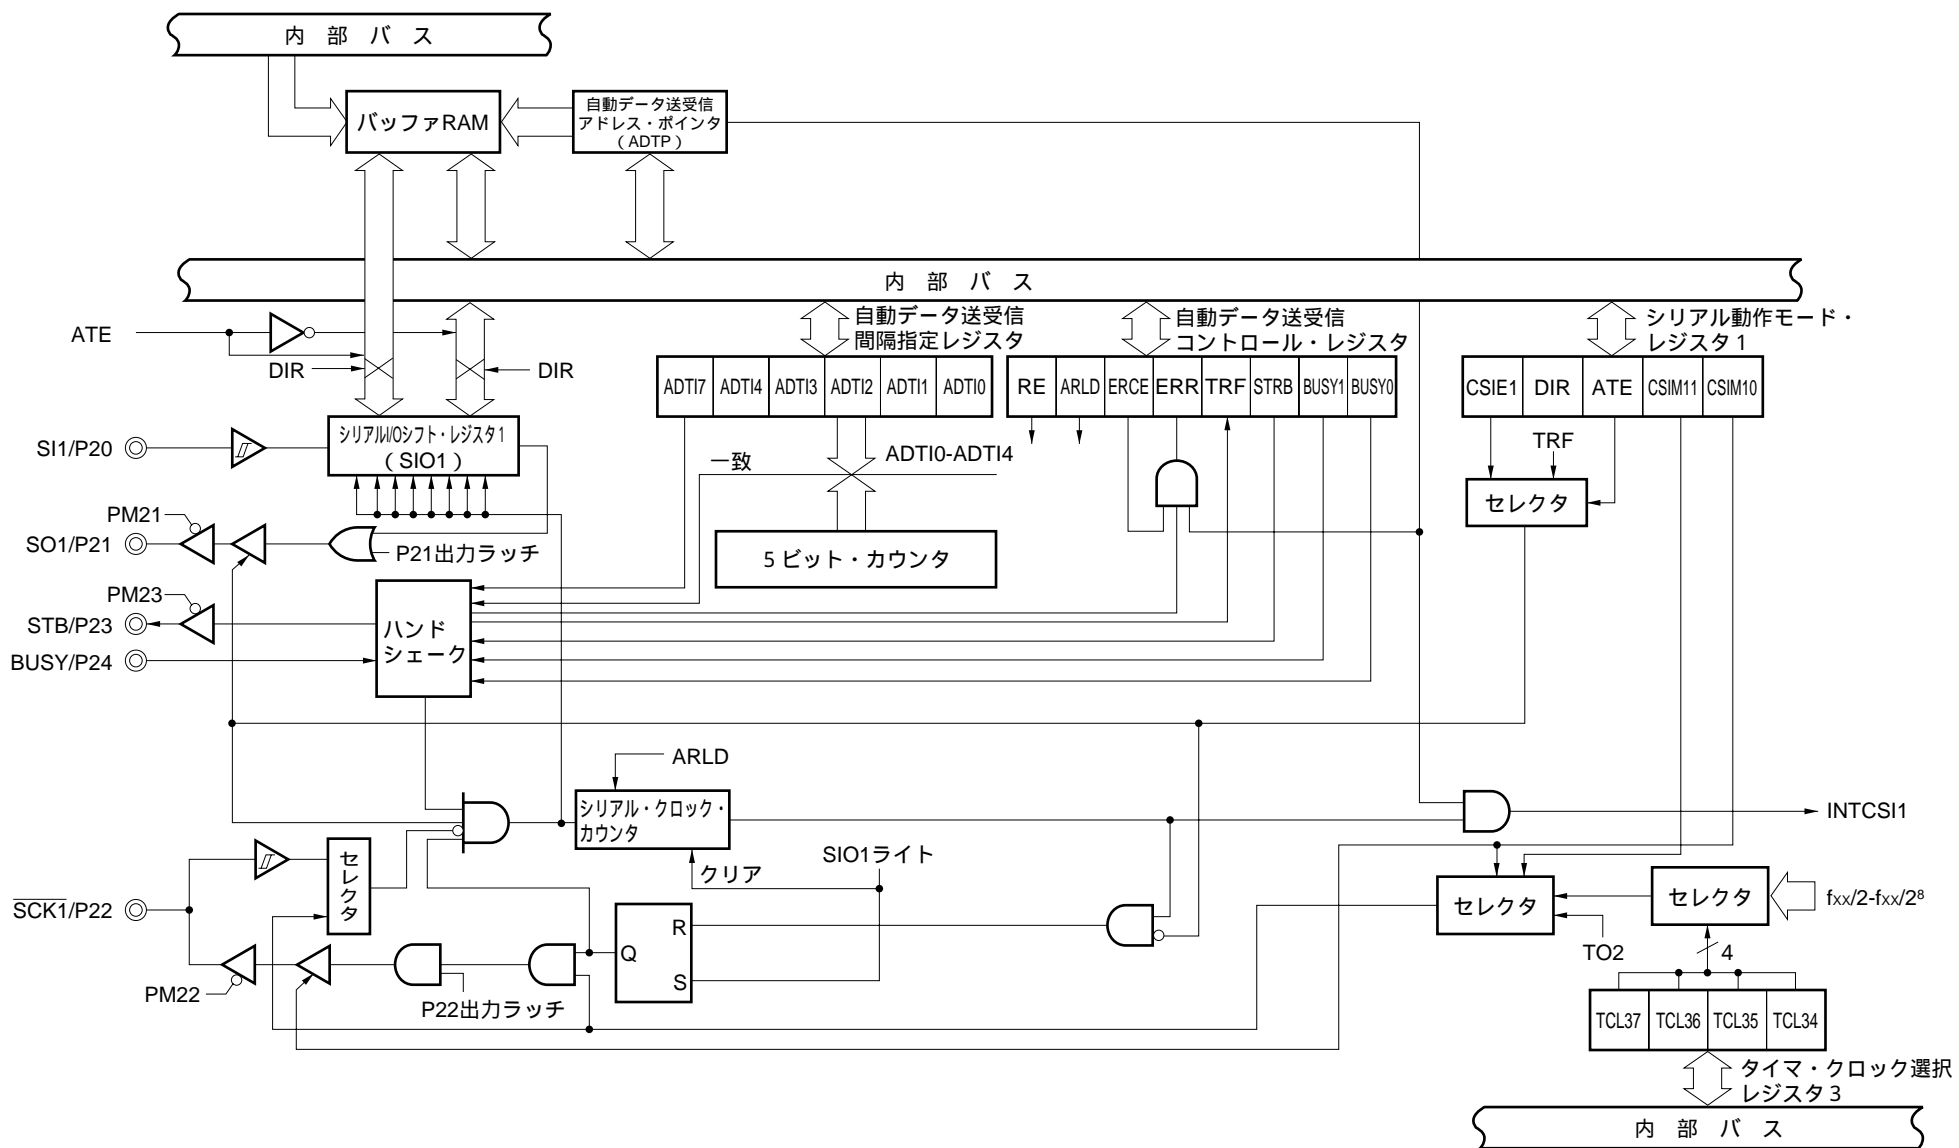 内 部 バ ス
バッファRAM
自動データ送受信
アドレス・ポインタ
(ADTP)
内 部 バ ス
ATE
DIR
DIR
自動データ送受信
間隔指定レジスタ
自動データ送受信
コントロール・レジスタ
シリアル動作モード・
レジスタ1
ADTI7 ADTI4 ADTI3 ADTI2 ADTI1 ADTI0
RE ARLD ERCE ERR TRF STRB BUSY1 BUSY0
CSIE1 DIR ATE CSIM11 CSIM10
SI1/P20
シリアルI/Oシフト・レジスタ1
(SIO1)
一致
ADTI0-ADTI4
TRF
セレクタ
PM21
SO1/P21
P21出力ラッチ
5ビット・カウンタ
PM23
STB/P23
BUSY/P24
ハンド
シェーク
ARLD
シリアル・クロック・
カウンタ
INTCSI1
クリア
SIO1ライト
セレクタ
SCK1/P22
セレクタ
セレクタ
fxx/2-fxx/2⁸
TO2
4
Q
R
S
PM22
P22出力ラッチ
TCL37 TCL36 TCL35 TCL34
タイマ・クロック選択
レジスタ3
内 部 バ ス